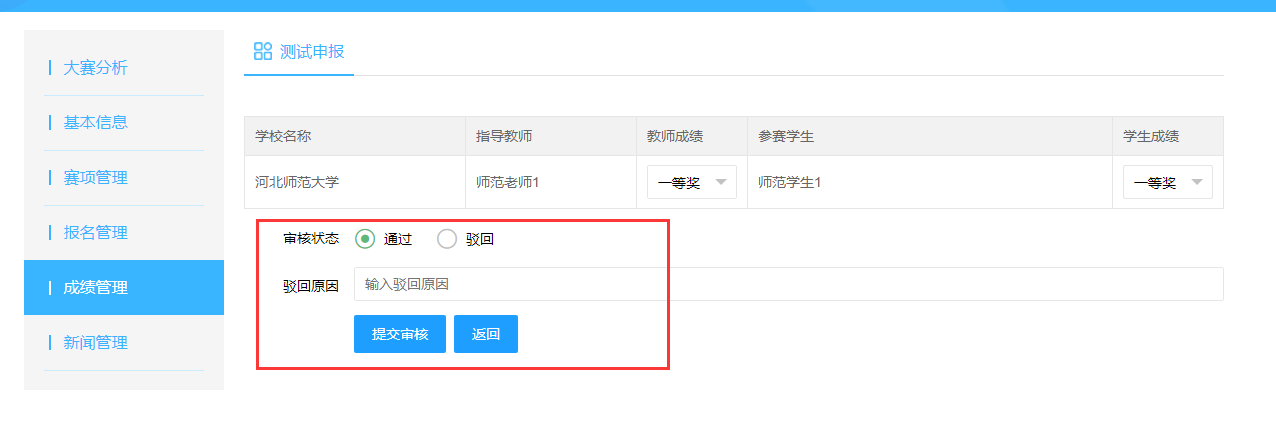 测试申报
大赛分析
基本信息
赛项管理
报名管理
成绩管理
新闻管理
学校名称 指导教师 教师成绩 参赛学生 学生成绩
河北师范大学 师范老师1 一等奖 师范学生1 一等奖
审核状态 通过 驳回
驳回原因 输入驳回原因
提交审核 返回